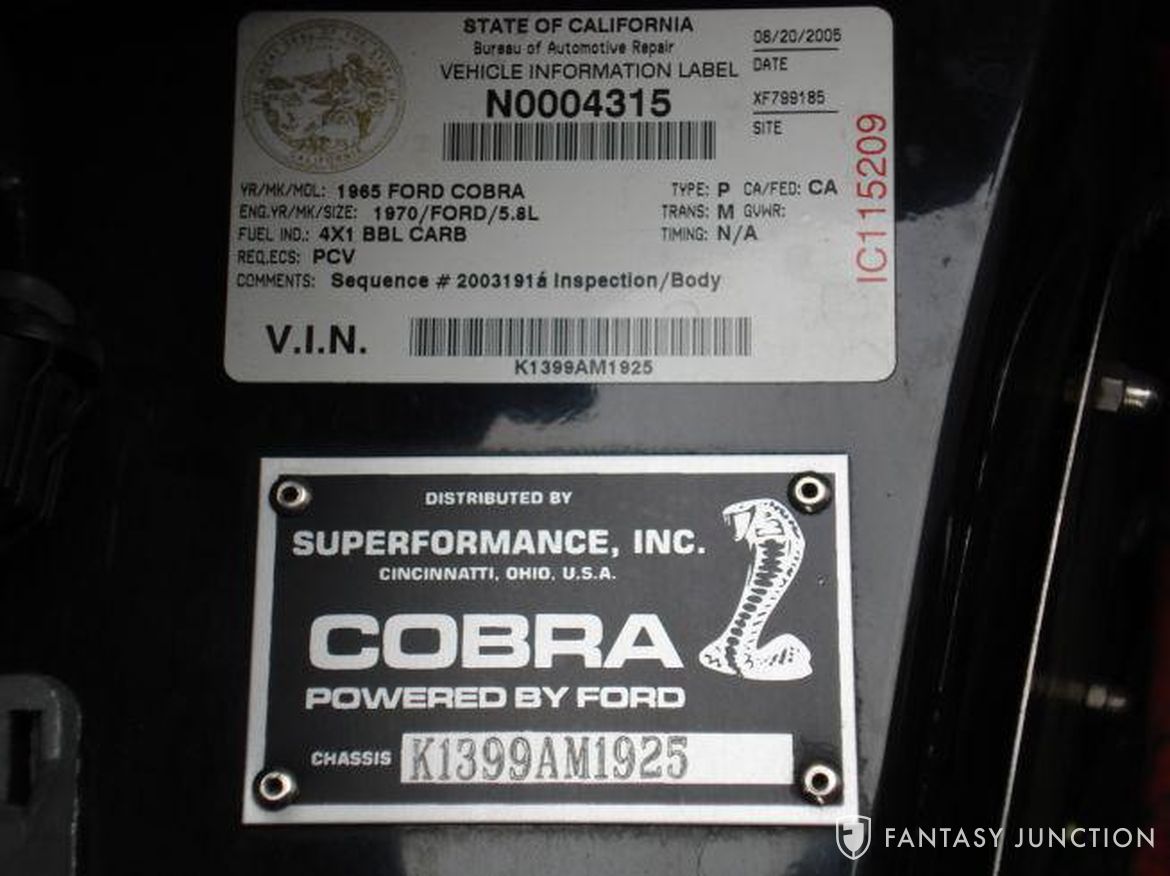 STATE OF CALIFORNIA
Bureau of Automotive Repair
VEHICLE INFORMATION LABEL
N0004315
08/20/2005
DATE
XF799185
SITE
IC115209
YR/MK/MDL: 1965 FORD COBRA
TYPE: P CA/FED: CA
ENG.YR/MK/SIZE: 1970/FORD/5.8L
TRANS: M GVWR:
FUEL IND.: 4X1 BBL CARB
TIMING: N/A
REQ.ECS: PCV
COMMENTS: Sequence # 2003191á Inspection/Body
V.I.N.
K1399AM1925
DISTRIBUTED BY
SUPERFORMANCE, INC.
CINCINNATTI, OHIO, U.S.A.
COBRA
POWERED BY FORD
CHASSIS K1399AM1925
FANTASY JUNCTION